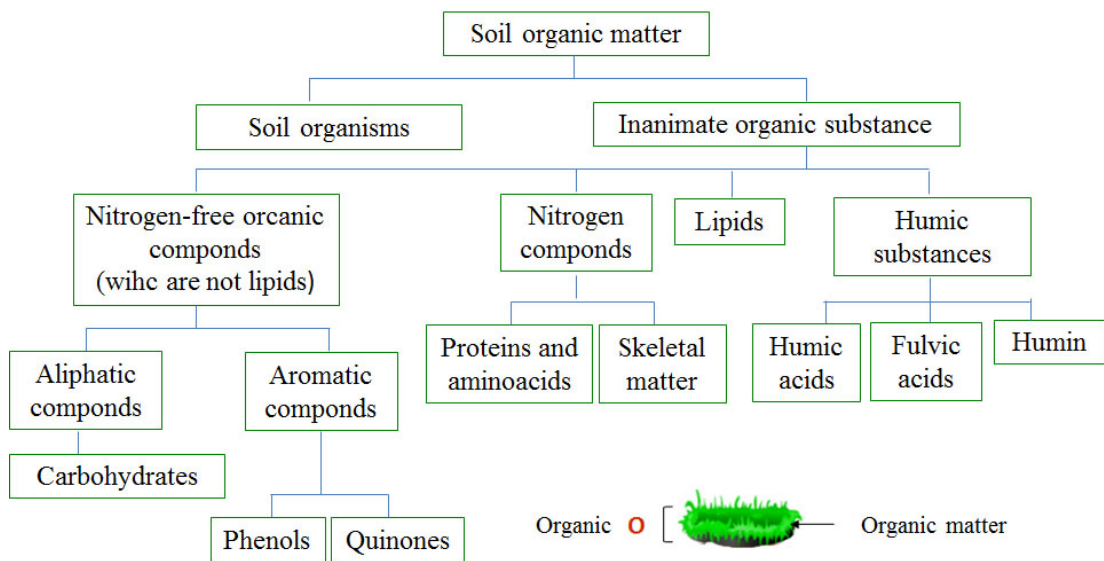 Soil organic matter
Soil organisms
Inanimate organic substance
Nitrogen-free orcanic
componds
(wihc are not lipids)
Nitrogen
componds
Lipids
Humic
substances
Aliphatic
componds
Aromatic
componds
Proteins and
aminoacids
Skeletal
matter
Humic
acids
Fulvic
acids
Humin
Carbohydrates
Phenols
Quinones
Organic O
Organic matter